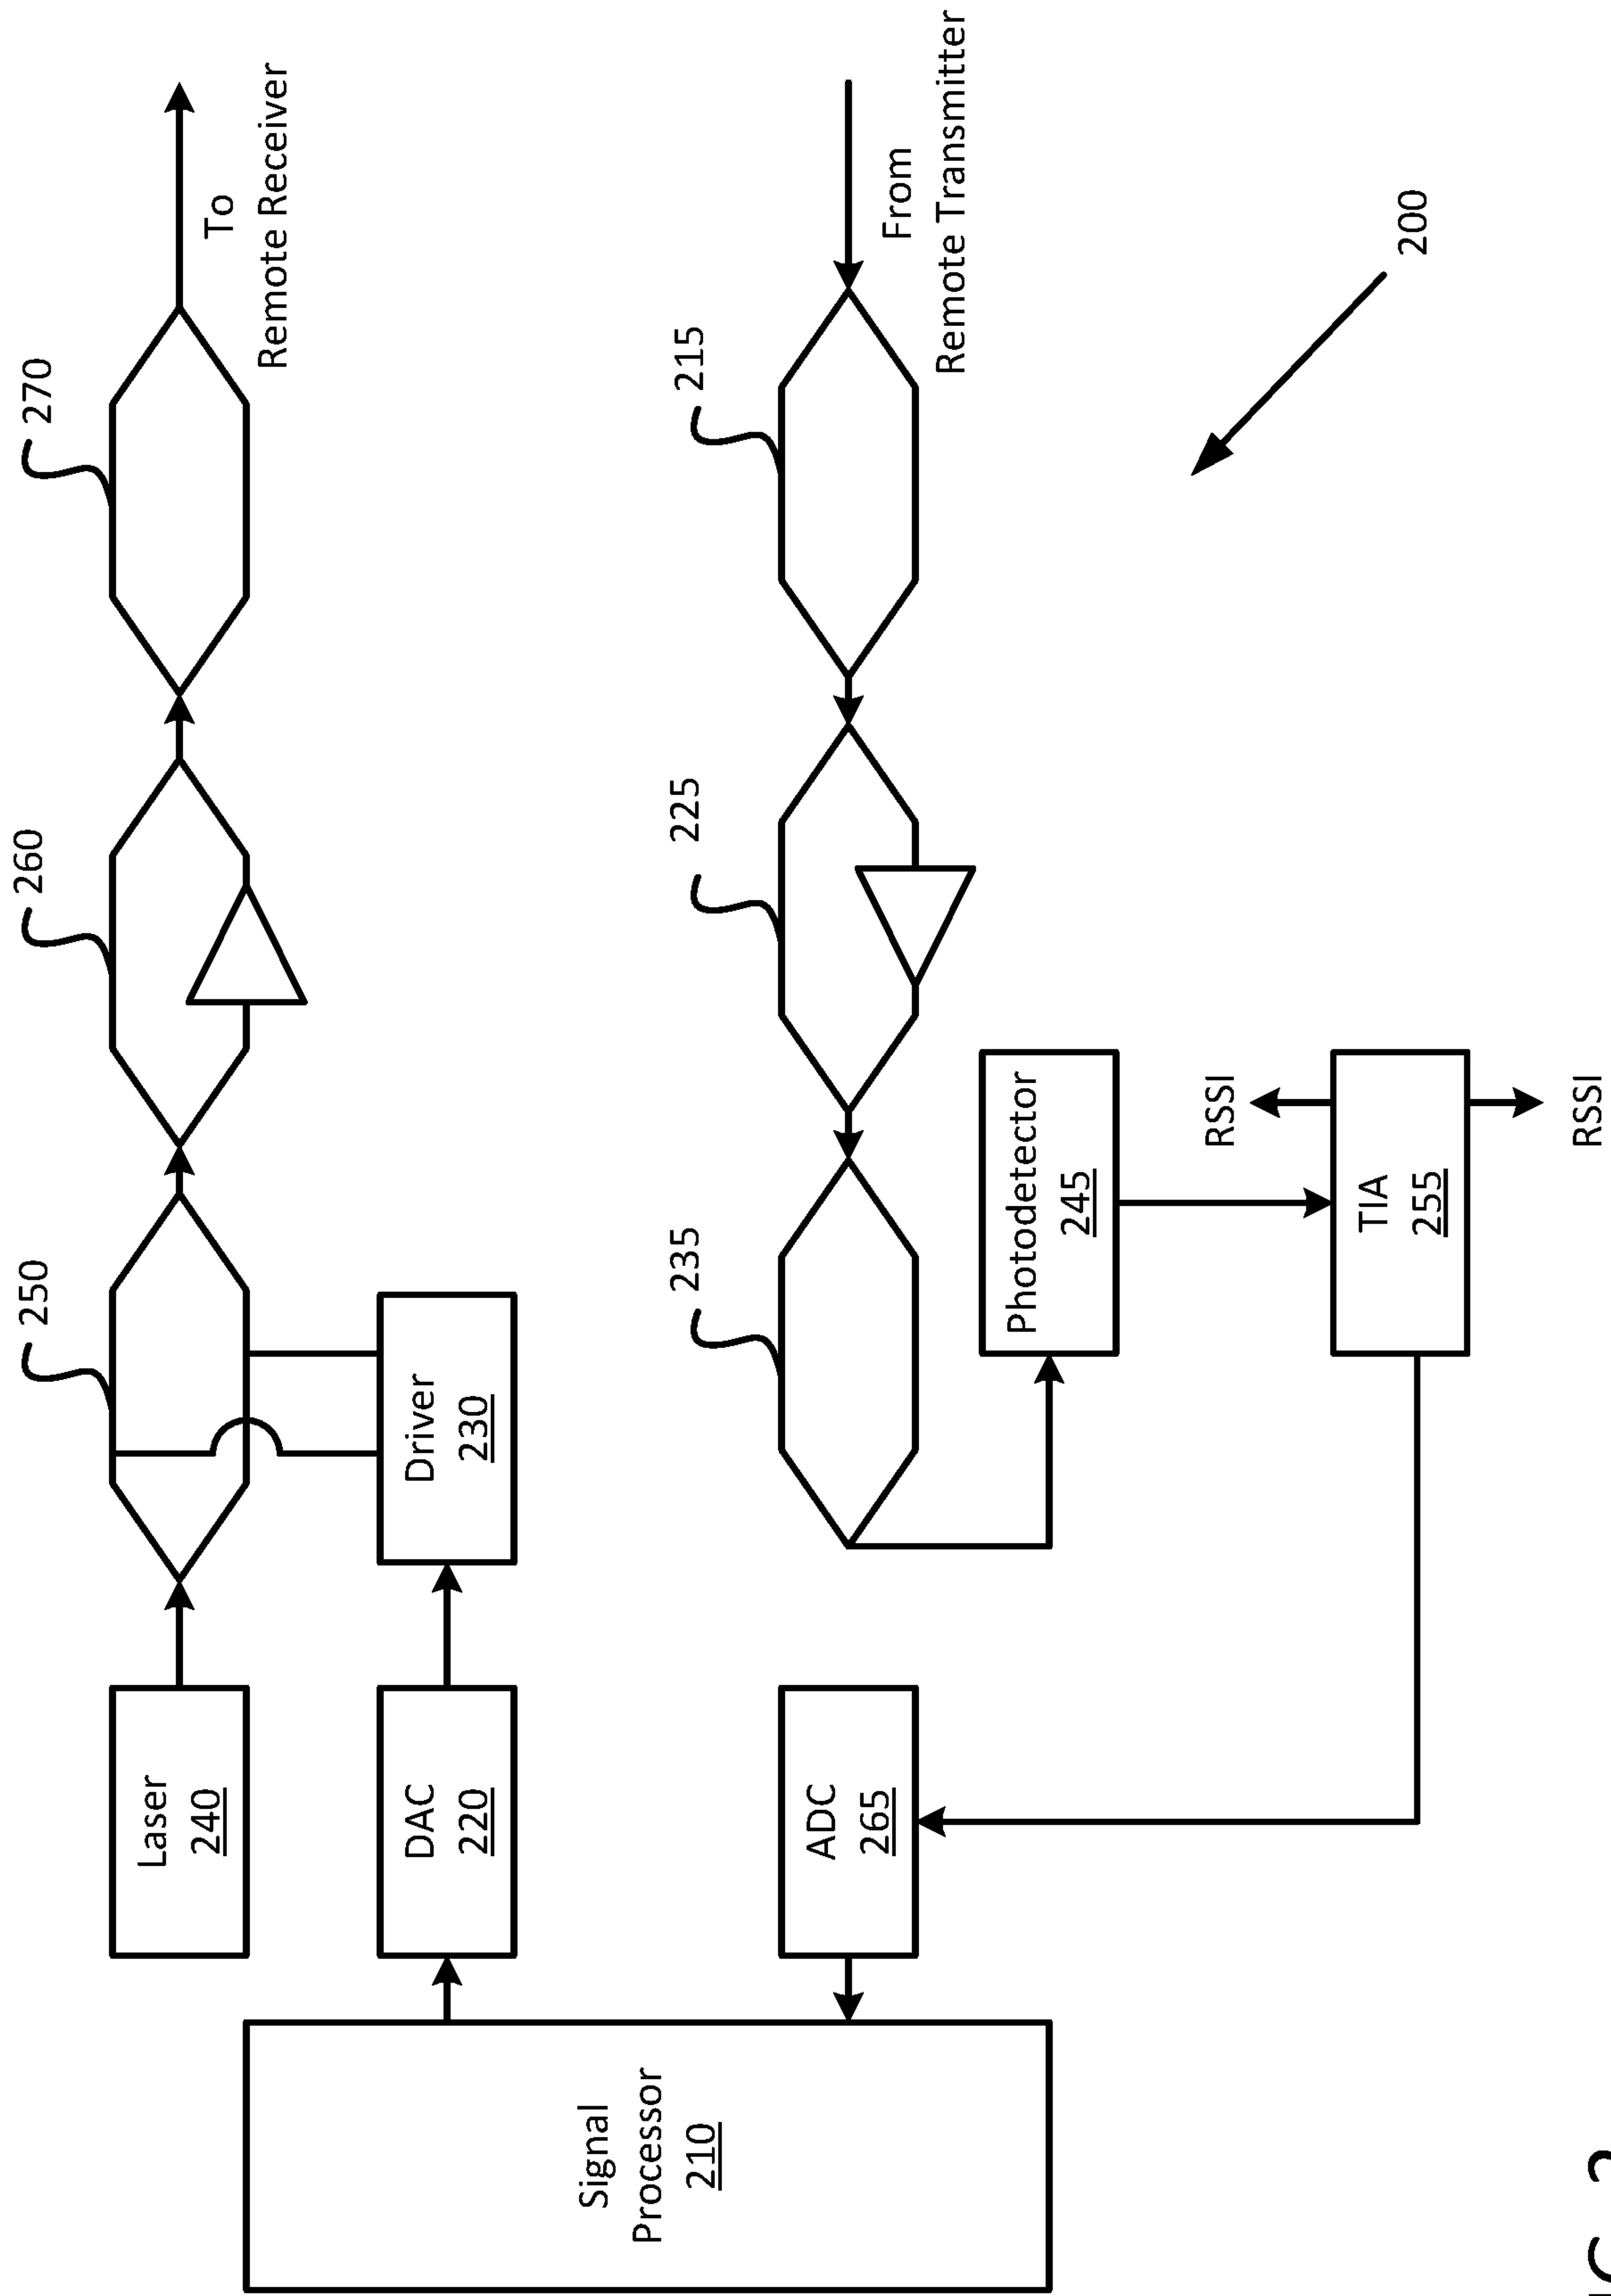 270
260
250
To
Remote Receiver
Laser
240
Driver
230
DAC
220
Signal
Processor
210
215
225
235
From
Remote Transmitter
ADC
265
Photodetector
245
RSSI
TIA
255
RSSI
200